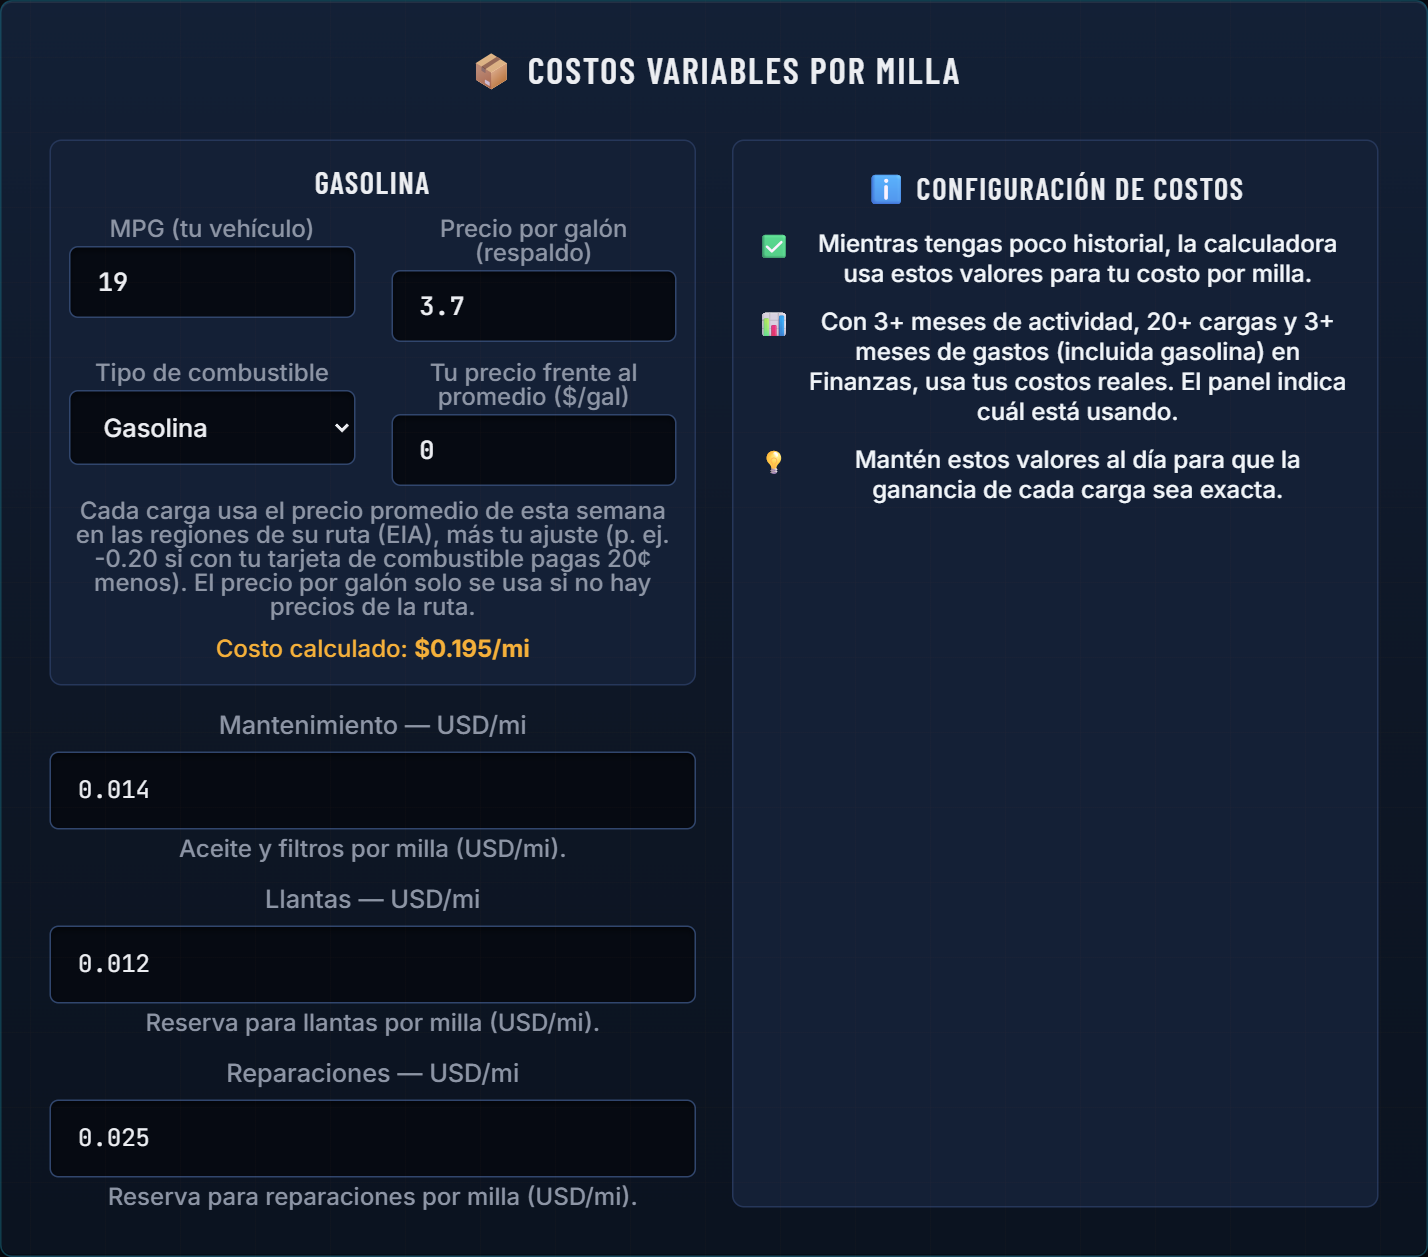 COSTOS VARIABLES POR MILLA
GASOLINA
MPG (tu vehículo)
19
Precio por galón
(respaldo)
3.7
Tipo de combustible
Gasolina
Tu precio frente al
promedio ($/gal)
0
Cada carga usa el precio promedio de esta semana
en las regiones de su ruta (EIA), más tu ajuste (p. ej.
-0.20 si con tu tarjeta de combustible pagas 20¢
menos). El precio por galón solo se usa si no hay
precios de la ruta.
Costo calculado: $0.195/mi
Mantenimiento — USD/mi
0.014
Aceite y filtros por milla (USD/mi).
Llantas — USD/mi
0.012
Reserva para llantas por milla (USD/mi).
Reparaciones — USD/mi
0.025
Reserva para reparaciones por milla (USD/mi).
CONFIGURACIÓN DE COSTOS
Mientras tengas poco historial, la calculadora
usa estos valores para tu costo por milla.
Con 3+ meses de actividad, 20+ cargas y 3+
meses de gastos (incluida gasolina) en
Finanzas, usa tus costos reales. El panel indica
cuál está usando.
Mantén estos valores al día para que la
ganancia de cada carga sea exacta.